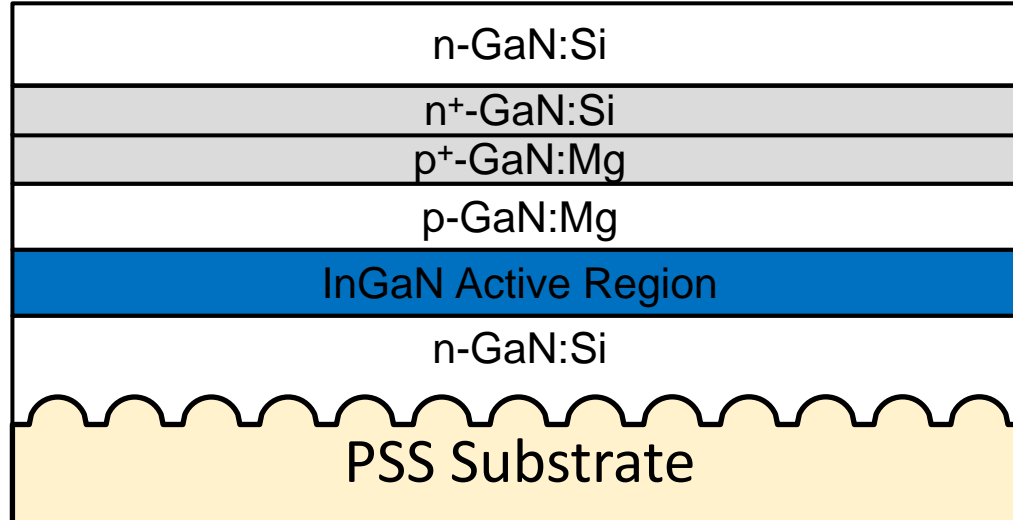 n-GaN:Si
n⁺-GaN:Si
p⁺-GaN:Mg
p-GaN:Mg
InGaN Active Region
n-GaN:Si
PSS Substrate